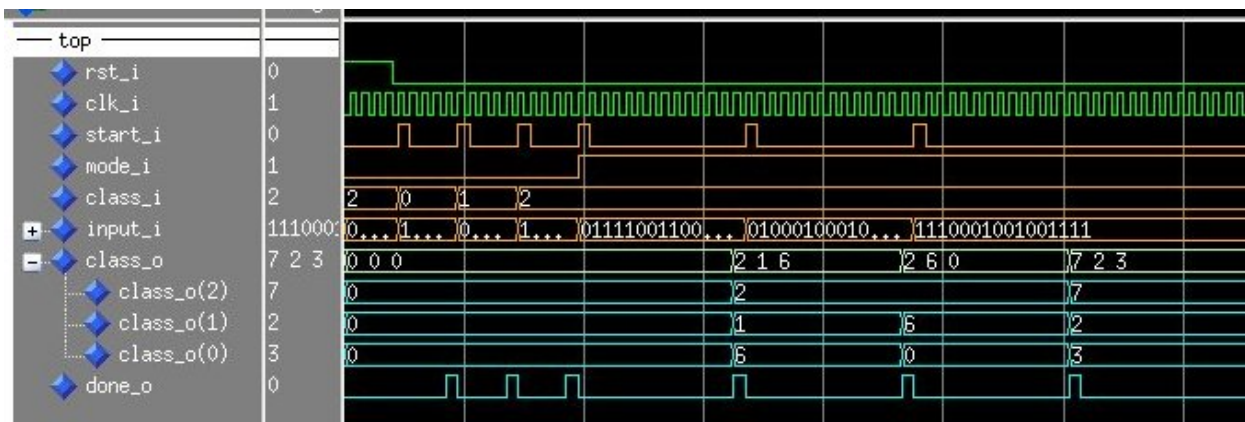 top
rst_i 0
clk_i 1
start_i 0
mode_i 1
class_i 2 2 0 1 2
input_i 111000 0... 1... 0... 1... 01111001100... 01000100010... 1110001001001111
class_o 7 2 3 0 0 0 2 1 6 2 6 0 7 2 3
class_o(2) 7 0 2 7
class_o(1) 2 0 1 6 2
class_o(0) 3 0 6 0 3
done_o 0